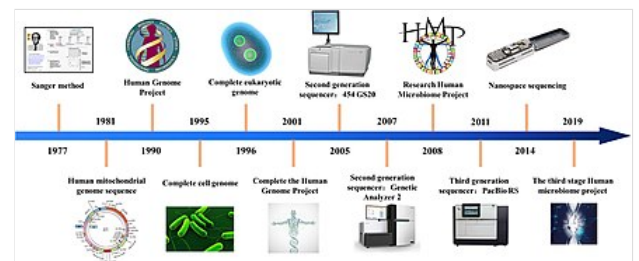 HMP
Sanger method
Human Genome
Project
Complete eukaryotic
genome
Second generation
sequencer: 454 GS20
Research Human
Microbiome Project
Nanospace sequencing
1981
1995
2001
2007
2011
2019
1977
1990
1996
2005
2008
2014
Human mitochondrial
genome sequence
Complete cell genome
Complete the Human
Genome Project
Second generation
sequencer: Genetic
Analyzer 2
Third generation
sequencer: PacBio RS
The third stage Human
microbiome project